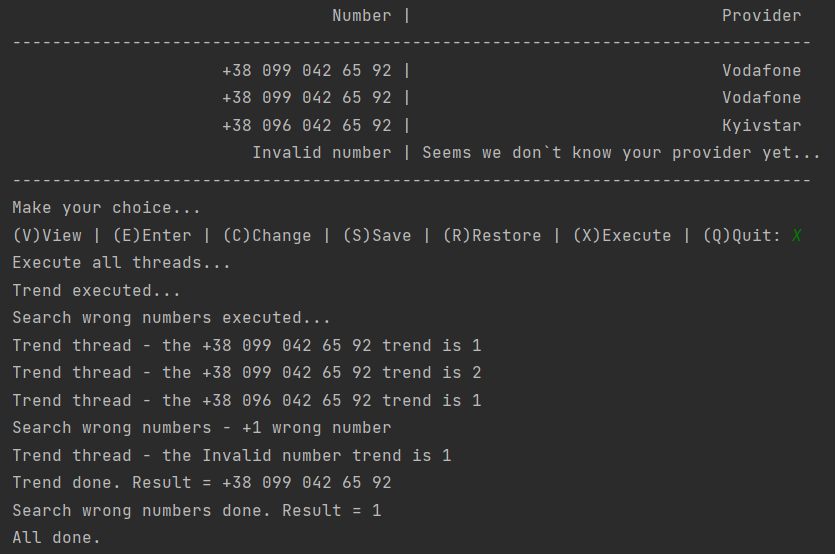 Number | Provider
--------------------------------------------------------------------------------
+38 099 042 65 92 | Vodafone
+38 099 042 65 92 | Vodafone
+38 096 042 65 92 | Kyivstar
Invalid number | Seems we don`t know your provider yet...
--------------------------------------------------------------------------------
Make your choice...
(V)View | (E)Enter | (C)Change | (S)Save | (R)Restore | (X)Execute | (Q)Quit: X
Execute all threads...
Trend executed...
Search wrong numbers executed...
Trend thread - the +38 099 042 65 92 trend is 1
Trend thread - the +38 099 042 65 92 trend is 2
Trend thread - the +38 096 042 65 92 trend is 1
Search wrong numbers - +1 wrong number
Trend thread - the Invalid number trend is 1
Trend done. Result = +38 099 042 65 92
Search wrong numbers done. Result = 1
All done.